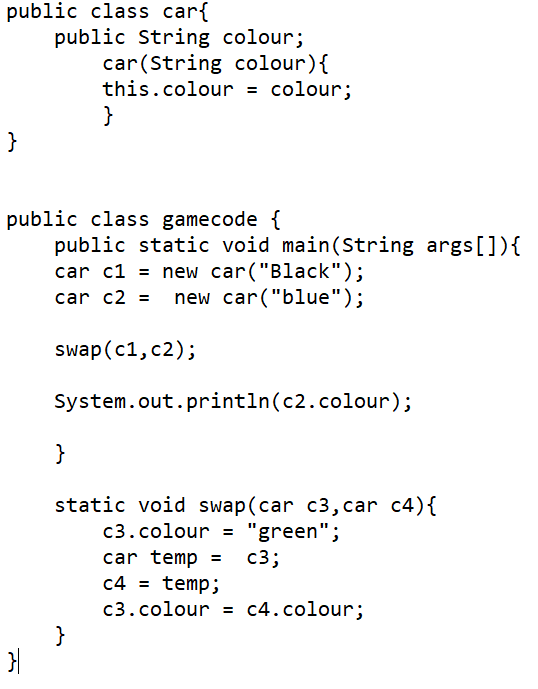 public class car{
    public String colour;
        car(String colour){
        this.colour = colour;
        }
}

public class gamecode {
    public static void main(String args[]){
    car c1 = new car("Black");
    car c2 =  new car("blue");

    swap(c1,c2);

    System.out.println(c2.colour);

    }

    static void swap(car c3,car c4){
        c3.colour = "green";
        car temp =  c3;
        c4 = temp;
        c3.colour = c4.colour;
    }
}